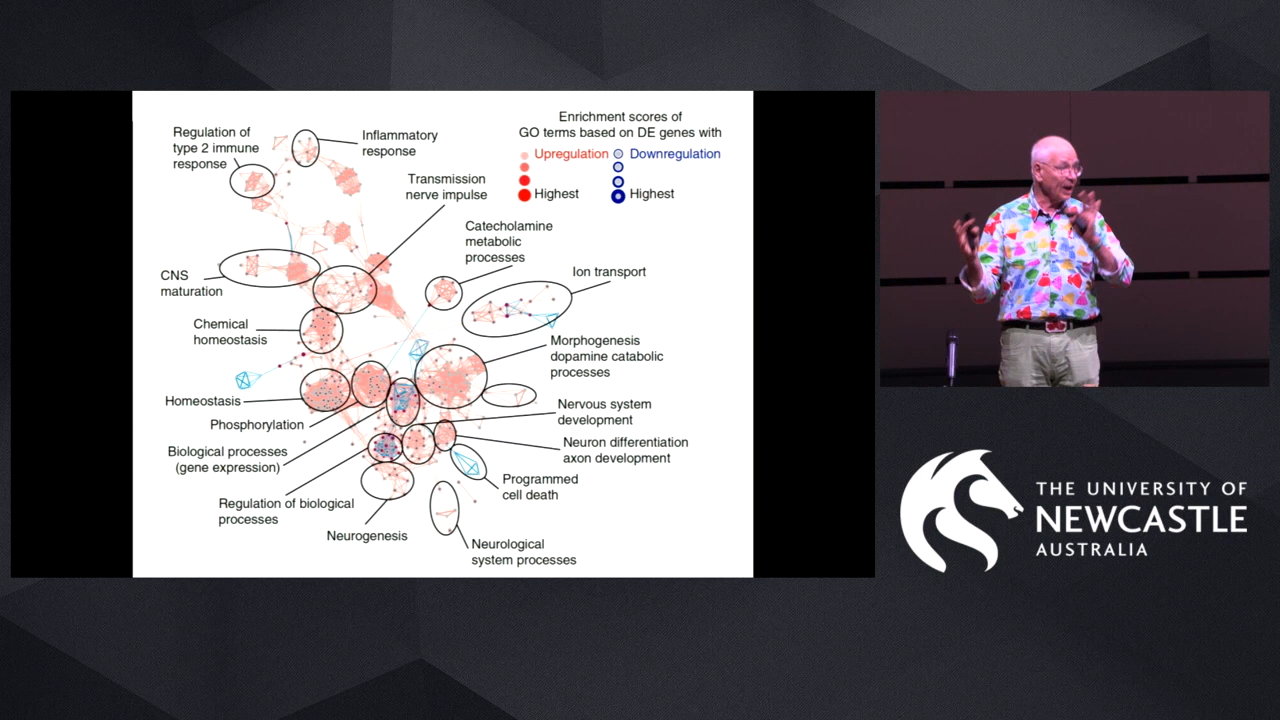 Enrichment scores of
GO terms based on DE genes with
Upregulation
Downregulation
Highest
Highest
Regulation of
type 2 immune
response
Inflammatory
response
Transmission
nerve impulse
Catecholamine
metabolic
processes
Ion transport
CNS
maturation
Chemical
homeostasis
Morphogenesis
dopamine catabolic
processes
Homeostasis
Phosphorylation
Nervous system
development
Biological processes
(gene expression)
Neuron differentiation
axon development
Programmed
cell death
Regulation of biological
processes
Neurogenesis
Neurological
system processes
THE UNIVERSITY OF
NEWCASTLE
AUSTRALIA